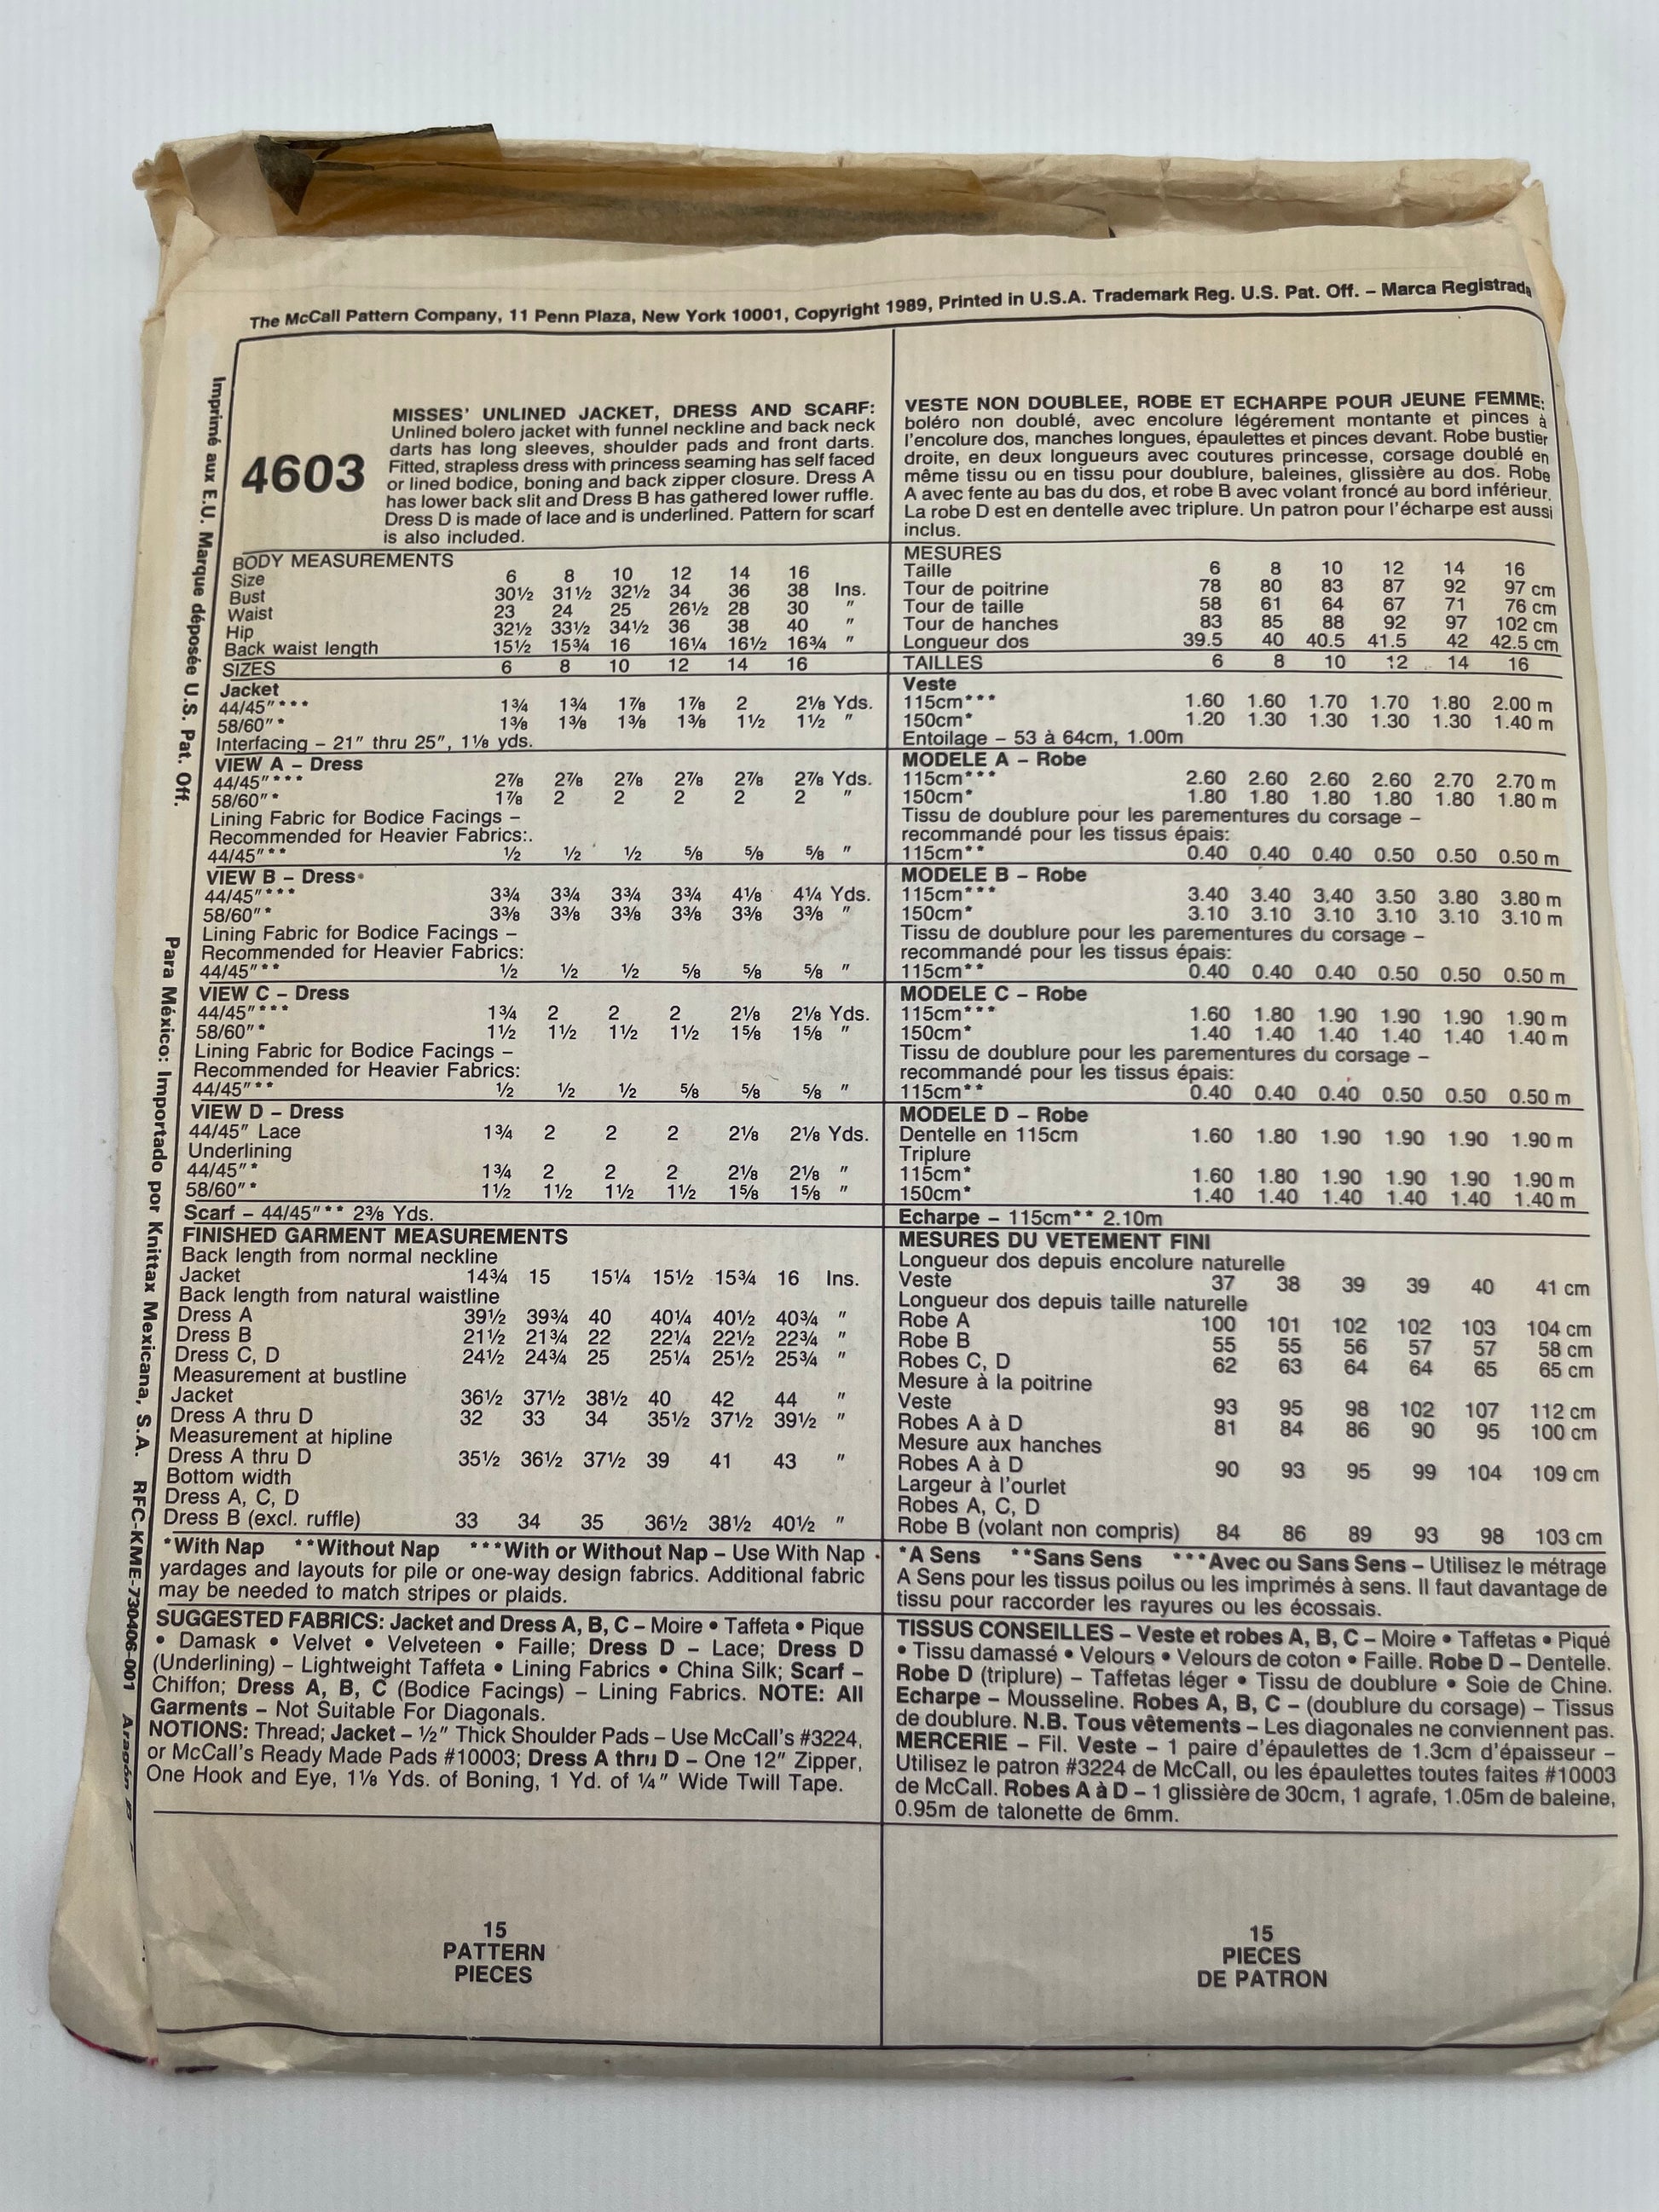 The McCall Pattern Company, 11 Penn Plaza, New York 10001, Copyright 1989, Printed in U.S.A. Trademark Reg. U.S. Pat. Off. – Marca Registrada
Imprimé aux E.U. Marque déposée U.S. Pat. Off.
Para México: Importado por Knittax Mexicana, S.A. RFC-KME-730406-001
4603
MISSES' UNLINED JACKET, DRESS AND SCARF:
Unlined bolero jacket with funnel neckline and back neck
darts has long sleeves, shoulder pads and front darts.
Fitted, strapless dress with princess seaming has self faced
or lined bodice, boning and back zipper closure. Dress A
has lower back slit and Dress B has gathered lower ruffle.
Dress D is made of lace and is underlined. Pattern for scarf
is also included.
BODY MEASUREMENTS
Size 6 8 10 12 14 16
Bust 30½ 31½ 32½ 34 36 38 Ins.
Waist 23 24 25 26½ 28 30 "
Hip 32½ 33½ 34½ 36 38 40 "
Back waist length 15½ 15¾ 16 16¼ 16½ 16¾ "
SIZES 6 8 10 12 14 16
Jacket
44/45"*** 1¾ 1¾ 1⅞ 1⅞ 2 2⅛ Yds.
58/60"* 1⅜ 1⅜ 1⅜ 1⅜ 1½ 1½ "
Interfacing – 21" thru 25", 1⅛ yds.
VIEW A – Dress
44/45"*** 2⅞ 2⅞ 2⅞ 2⅞ 2⅞ 2⅞ Yds.
58/60"* 1⅞ 2 2 2 2 2 "
Lining Fabric for Bodice Facings –
Recommended for Heavier Fabrics:.
44/45"** ½ ½ ½ ⅝ ⅝ ⅝ "
VIEW B – Dress
44/45"*** 3¾ 3¾ 3¾ 3¾ 4⅛ 4¼ Yds.
58/60"* 3⅜ 3⅜ 3⅜ 3⅜ 3⅜ 3⅜ "
Lining Fabric for Bodice Facings –
Recommended for Heavier Fabrics:
44/45"** ½ ½ ½ ⅝ ⅝ ⅝ "
VIEW C – Dress
44/45"*** 1¾ 2 2 2 2⅛ 2⅛ Yds.
58/60"* 1½ 1½ 1½ 1½ 1⅝ 1⅝ "
Lining Fabric for Bodice Facings –
Recommended for Heavier Fabrics:
44/45"** ½ ½ ½ ⅝ ⅝ ⅝ "
VIEW D – Dress
44/45" Lace 1¾ 2 2 2 2⅛ 2⅛ Yds.
Underlining
44/45"* 1¾ 2 2 2 2⅛ 2⅛ "
58/60"* 1½ 1½ 1½ 1½ 1⅝ 1⅝ "
Scarf – 44/45"** 2⅜ Yds.
FINISHED GARMENT MEASUREMENTS
Back length from normal neckline
Jacket 14¾ 15 15¼ 15½ 15¾ 16 Ins.
Back length from natural waistline
Dress A 39½ 39¾ 40 40¼ 40½ 40¾ "
Dress B 21½ 21¾ 22 22¼ 22½ 22¾ "
Dress C, D 24½ 24¾ 25 25¼ 25½ 25¾ "
Measurement at bustline
Jacket 36½ 37½ 38½ 40 42 44 "
Dress A thru D 32 33 34 35½ 37½ 39½ "
Measurement at hipline
Dress A thru D 35½ 36½ 37½ 39 41 43 "
Bottom width
Dress A, C, D
Dress B (excl. ruffle) 33 34 35 36½ 38½ 40½ "
*With Nap **Without Nap ***With or Without Nap – Use With Nap
yardages and layouts for pile or one-way design fabrics. Additional fabric
may be needed to match stripes or plaids.
SUGGESTED FABRICS: Jacket and Dress A, B, C – Moire • Taffeta • Pique
• Damask • Velvet • Velveteen • Faille; Dress D – Lace; Dress D
(Underlining) – Lightweight Taffeta • Lining Fabrics • China Silk; Scarf –
Chiffon; Dress A, B, C (Bodice Facings) – Lining Fabrics. NOTE: All
Garments – Not Suitable For Diagonals.
NOTIONS: Thread; Jacket – ½" Thick Shoulder Pads – Use McCall's #3224,
or McCall's Ready Made Pads #10003; Dress A thru D – One 12" Zipper,
One Hook and Eye, 1⅛ Yds. of Boning, 1 Yd. of ¼" Wide Twill Tape.
15
PATTERN
PIECES
VESTE NON DOUBLEE, ROBE ET ECHARPE POUR JEUNE FEMME:
boléro non doublé, avec encolure légérement montante et pinces à
l'encolure dos, manches longues, épaulettes et pinces devant. Robe bustier
droite, en deux longueurs avec coutures princesse, corsage doublé en
même tissu ou en tissu pour doublure, baleines, glissière au dos. Robe
A avec fente au bas du dos, et robe B avec volant froncé au bord inférieur.
La robe D est en dentelle avec triplure. Un patron pour l'écharpe est aussi
inclus.
MESURES
Taille 6 8 10 12 14 16
Tour de poitrine 78 80 83 87 92 97 cm
Tour de taille 58 61 64 67 71 76 cm
Tour de hanches 83 85 88 92 97 102 cm
Longueur dos 39.5 40 40.5 41.5 42 42.5 cm
TAILLES 6 8 10 12 14 16
Veste
115cm*** 1.60 1.60 1.70 1.70 1.80 2.00 m
150cm* 1.20 1.30 1.30 1.30 1.30 1.40 m
Entoilage – 53 à 64cm, 1.00m
MODELE A – Robe
115cm*** 2.60 2.60 2.60 2.60 2.70 2.70 m
150cm* 1.80 1.80 1.80 1.80 1.80 1.80 m
Tissu de doublure pour les parementures du corsage –
recommandé pour les tissus épais:
115cm** 0.40 0.40 0.40 0.50 0.50 0.50 m
MODELE B – Robe
115cm*** 3.40 3.40 3.40 3.50 3.80 3.80 m
150cm* 3.10 3.10 3.10 3.10 3.10 3.10 m
Tissu de doublure pour les parementures du corsage –
recommandé pour les tissus épais:
115cm** 0.40 0.40 0.40 0.50 0.50 0.50 m
MODELE C – Robe
115cm*** 1.60 1.80 1.90 1.90 1.90 1.90 m
150cm* 1.40 1.40 1.40 1.40 1.40 1.40 m
Tissu de doublure pour les parementures du corsage –
recommandé pour les tissus épais:
115cm** 0.40 0.40 0.40 0.50 0.50 0.50 m
MODELE D – Robe
Dentelle en 115cm 1.60 1.80 1.90 1.90 1.90 1.90 m
Triplure
115cm* 1.60 1.80 1.90 1.90 1.90 1.90 m
150cm* 1.40 1.40 1.40 1.40 1.40 1.40 m
Echarpe – 115cm** 2.10m
MESURES DU VETEMENT FINI
Longueur dos depuis encolure naturelle
Veste 37 38 39 39 40 41 cm
Longueur dos depuis taille naturelle
Robe A 100 101 102 102 103 104 cm
Robe B 55 55 56 57 57 58 cm
Robes C, D 62 63 64 64 65 65 cm
Mesure à la poitrine
Veste 93 95 98 102 107 112 cm
Robes A à D 81 84 86 90 95 100 cm
Mesure aux hanches
Robes A à D 90 93 95 99 104 109 cm
Largeur à l'ourlet
Robes A, C, D
Robe B (volant non compris) 84 86 89 93 98 103 cm
*A Sens **Sans Sens ***Avec ou Sans Sens – Utilisez le métrage
A Sens pour les tissus poilus ou les imprimés à sens. Il faut davantage de
tissu pour raccorder les rayures ou les écossais.
TISSUS CONSEILLES – Veste et robes A, B, C – Moire • Taffetas • Piqué
• Tissu damassé • Velours • Velours de coton • Faille. Robe D – Dentelle.
Robe D (triplure) – Taffetas léger • Tissu de doublure • Soie de Chine.
Echarpe – Mousseline. Robes A, B, C – (doublure du corsage) – Tissus
de doublure. N.B. Tous vêtements – Les diagonales ne conviennent pas.
MERCERIE – Fil. Veste – 1 paire d'épaulettes de 1.3cm d'épaisseur –
Utilisez le patron #3224 de McCall, ou les épaulettes toutes faites #10003
de McCall. Robes A à D – 1 glissière de 30cm, 1 agrafe, 1.05m de baleine,
0.95m de talonette de 6mm.
15
PIECES
DE PATRON